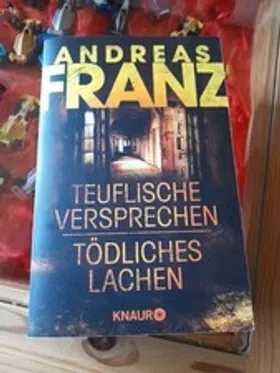 ANDREAS
FRANZ
TEUFLISCHE
VERSPRECHEN
TÖDLICHES
LACHEN
KNAUR